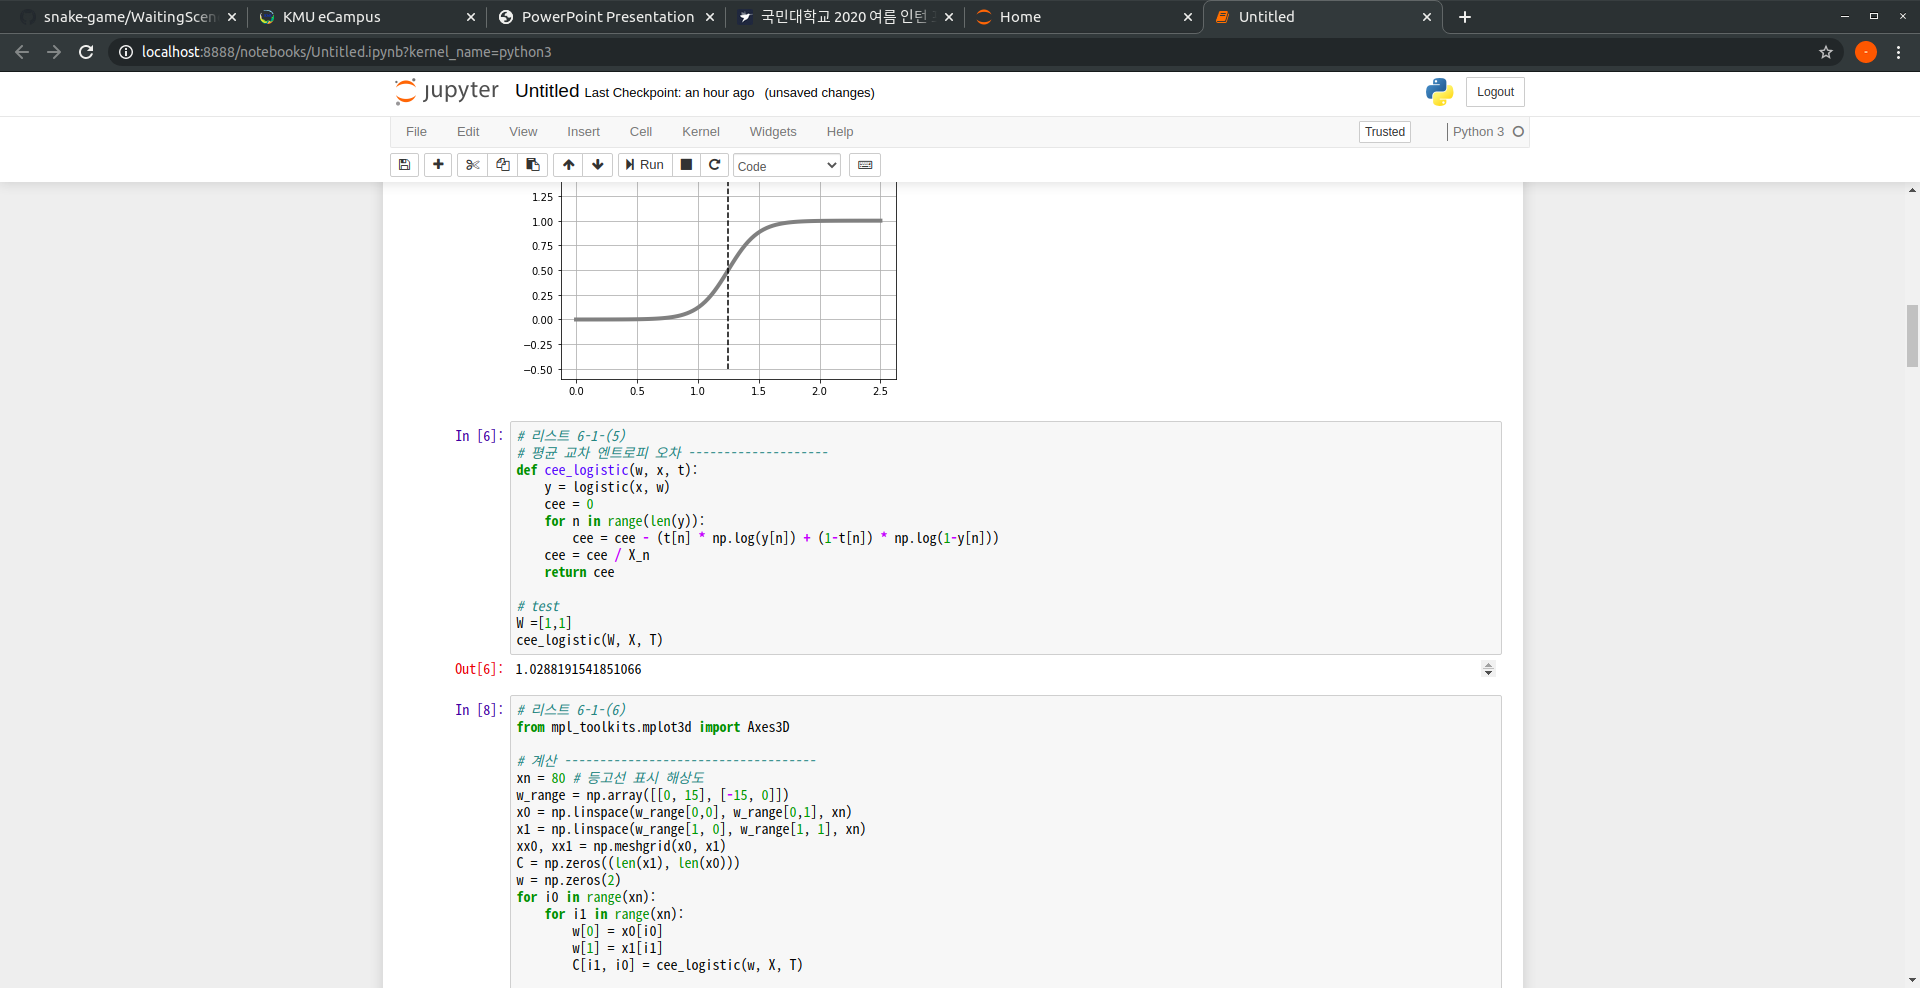 snake-game/WaitingScen
KMU eCampus
PowerPoint Presentation
국민대학교 2020 여름 인턴
Home
Untitled
localhost:8888/notebooks/Untitled.ipynb?kernel_name=python3
jupyter Untitled Last Checkpoint: an hour ago (unsaved changes)
Logout
File Edit View Insert Cell Kernel Widgets Help
Trusted
Python 3
Run
Code
1.25
1.00
0.75
0.50
0.25
0.00
−0.25
−0.50
0.0 0.5 1.0 1.5 2.0 2.5
In [6]:
# 리스트 6-1-(5)
# 평균 교차 엔트로피 오차 --------------------
def cee_logistic(w, x, t):
    y = logistic(x, w)
    cee = 0
    for n in range(len(y)):
        cee = cee - (t[n] * np.log(y[n]) + (1-t[n]) * np.log(1-y[n]))
    cee = cee / X_n
    return cee
# test
W =[1,1]
cee_logistic(W, X, T)
Out[6]: 1.0288191541851066
In [8]:
# 리스트 6-1-(6)
from mpl_toolkits.mplot3d import Axes3D
# 계산 ------------------------------------
xn = 80 # 등고선 표시 해상도
w_range = np.array([[0, 15], [-15, 0]])
x0 = np.linspace(w_range[0,0], w_range[0,1], xn)
x1 = np.linspace(w_range[1, 0], w_range[1, 1], xn)
xx0, xx1 = np.meshgrid(x0, x1)
C = np.zeros((len(x1), len(x0)))
w = np.zeros(2)
for i0 in range(xn):
    for i1 in range(xn):
        w[0] = x0[i0]
        w[1] = x1[i1]
        C[i1, i0] = cee_logistic(w, X, T)